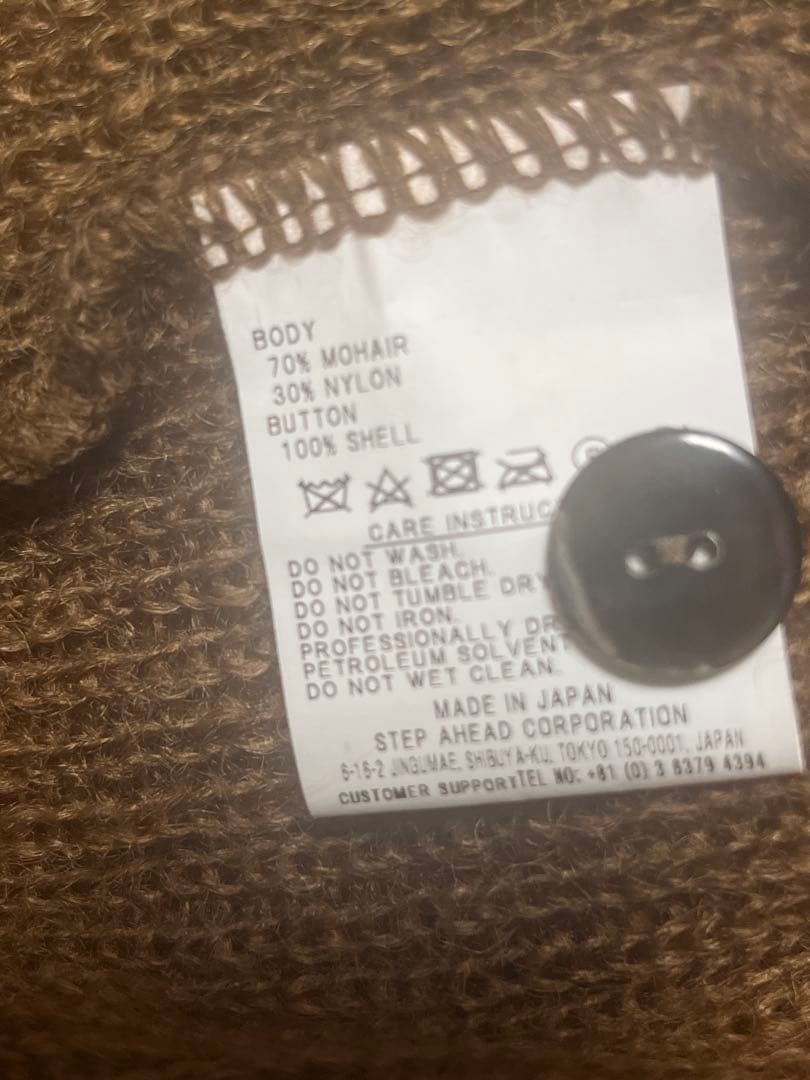 BODY
70% MOHAIR
30% NYLON
BUTTON
100% SHELL
CARE INSTRUC
DO NOT WASH.
DO NOT BLEACH.
DO NOT TUMBLE DRY
DO NOT IRON.
PROFESSIONALLY DR
PETROLEUM SOLVENT
DO NOT WET CLEAN.
MADE IN JAPAN
STEP AHEAD CORPORATION
6-16-2 JINGUMAE, SHIBUYA-KU, TOKYO 150-0001, JAPAN
CUSTOMER SUPPORT TEL NO: +81 (0) 3 6379 4394